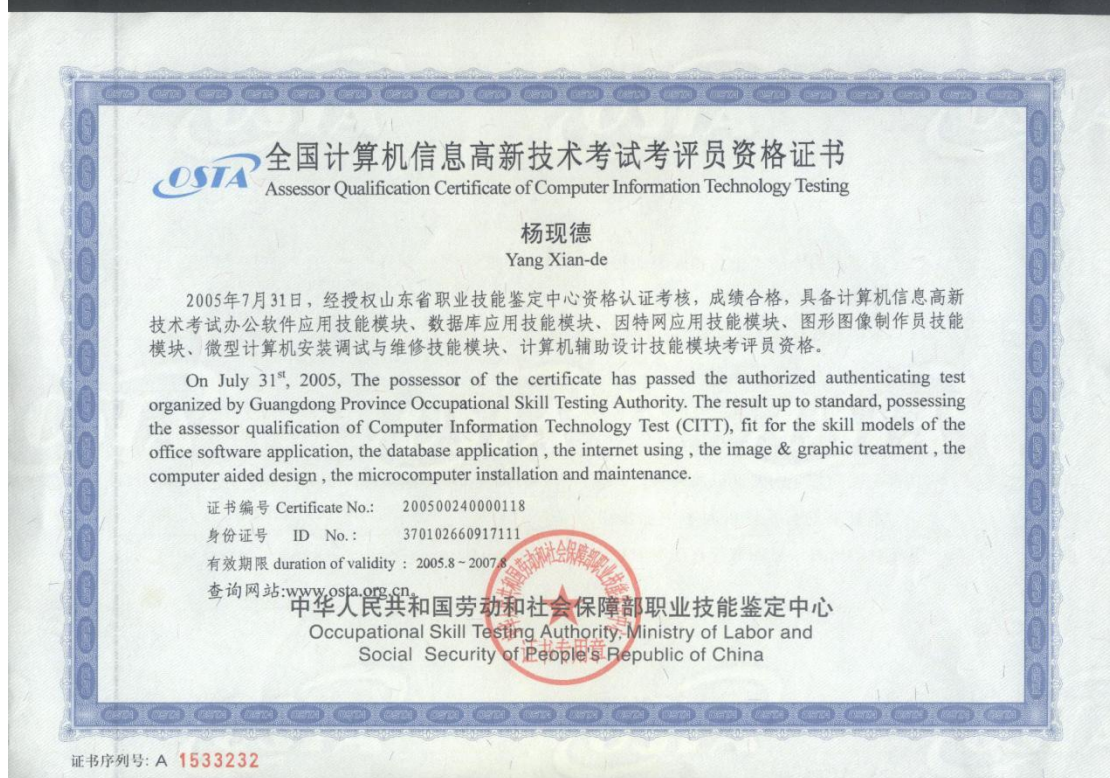 OSTA
全国计算机信息高新技术考试考评员资格证书
Assessor Qualification Certificate of Computer Information Technology Testing
杨现德
Yang Xian-de
2005年7月31日，经授权山东省职业技能鉴定中心资格认证考核，成绩合格，具备计算机信息高新
技术考试办公软件应用技能模块、数据库应用技能模块、因特网应用技能模块、图形图像制作员技能
模块、微型计算机安装调试与维修技能模块、计算机辅助设计技能模块考评员资格。
On July 31st, 2005, The possessor of the certificate has passed the authorized authenticating test
organized by Guangdong Province Occupational Skill Testing Authority. The result up to standard, possessing
the assessor qualification of Computer Information Technology Test (CITT), fit for the skill models of the
office software application, the database application , the internet using , the image & graphic treatment , the
computer aided design , the microcomputer installation and maintenance.
证书编号 Certificate No.: 200500240000118
身份证号 ID No.: 370102660917111
有效期限 duration of validity : 2005.8 ~ 2007.8
查询网站:www.osta.org.cn。
中华人民共和国劳动和社会保障部职业技能鉴定中心
Occupational Skill Testing Authority, Ministry of Labor and
Social Security of People's Republic of China
证书专用章
证书序列号: A 1533232